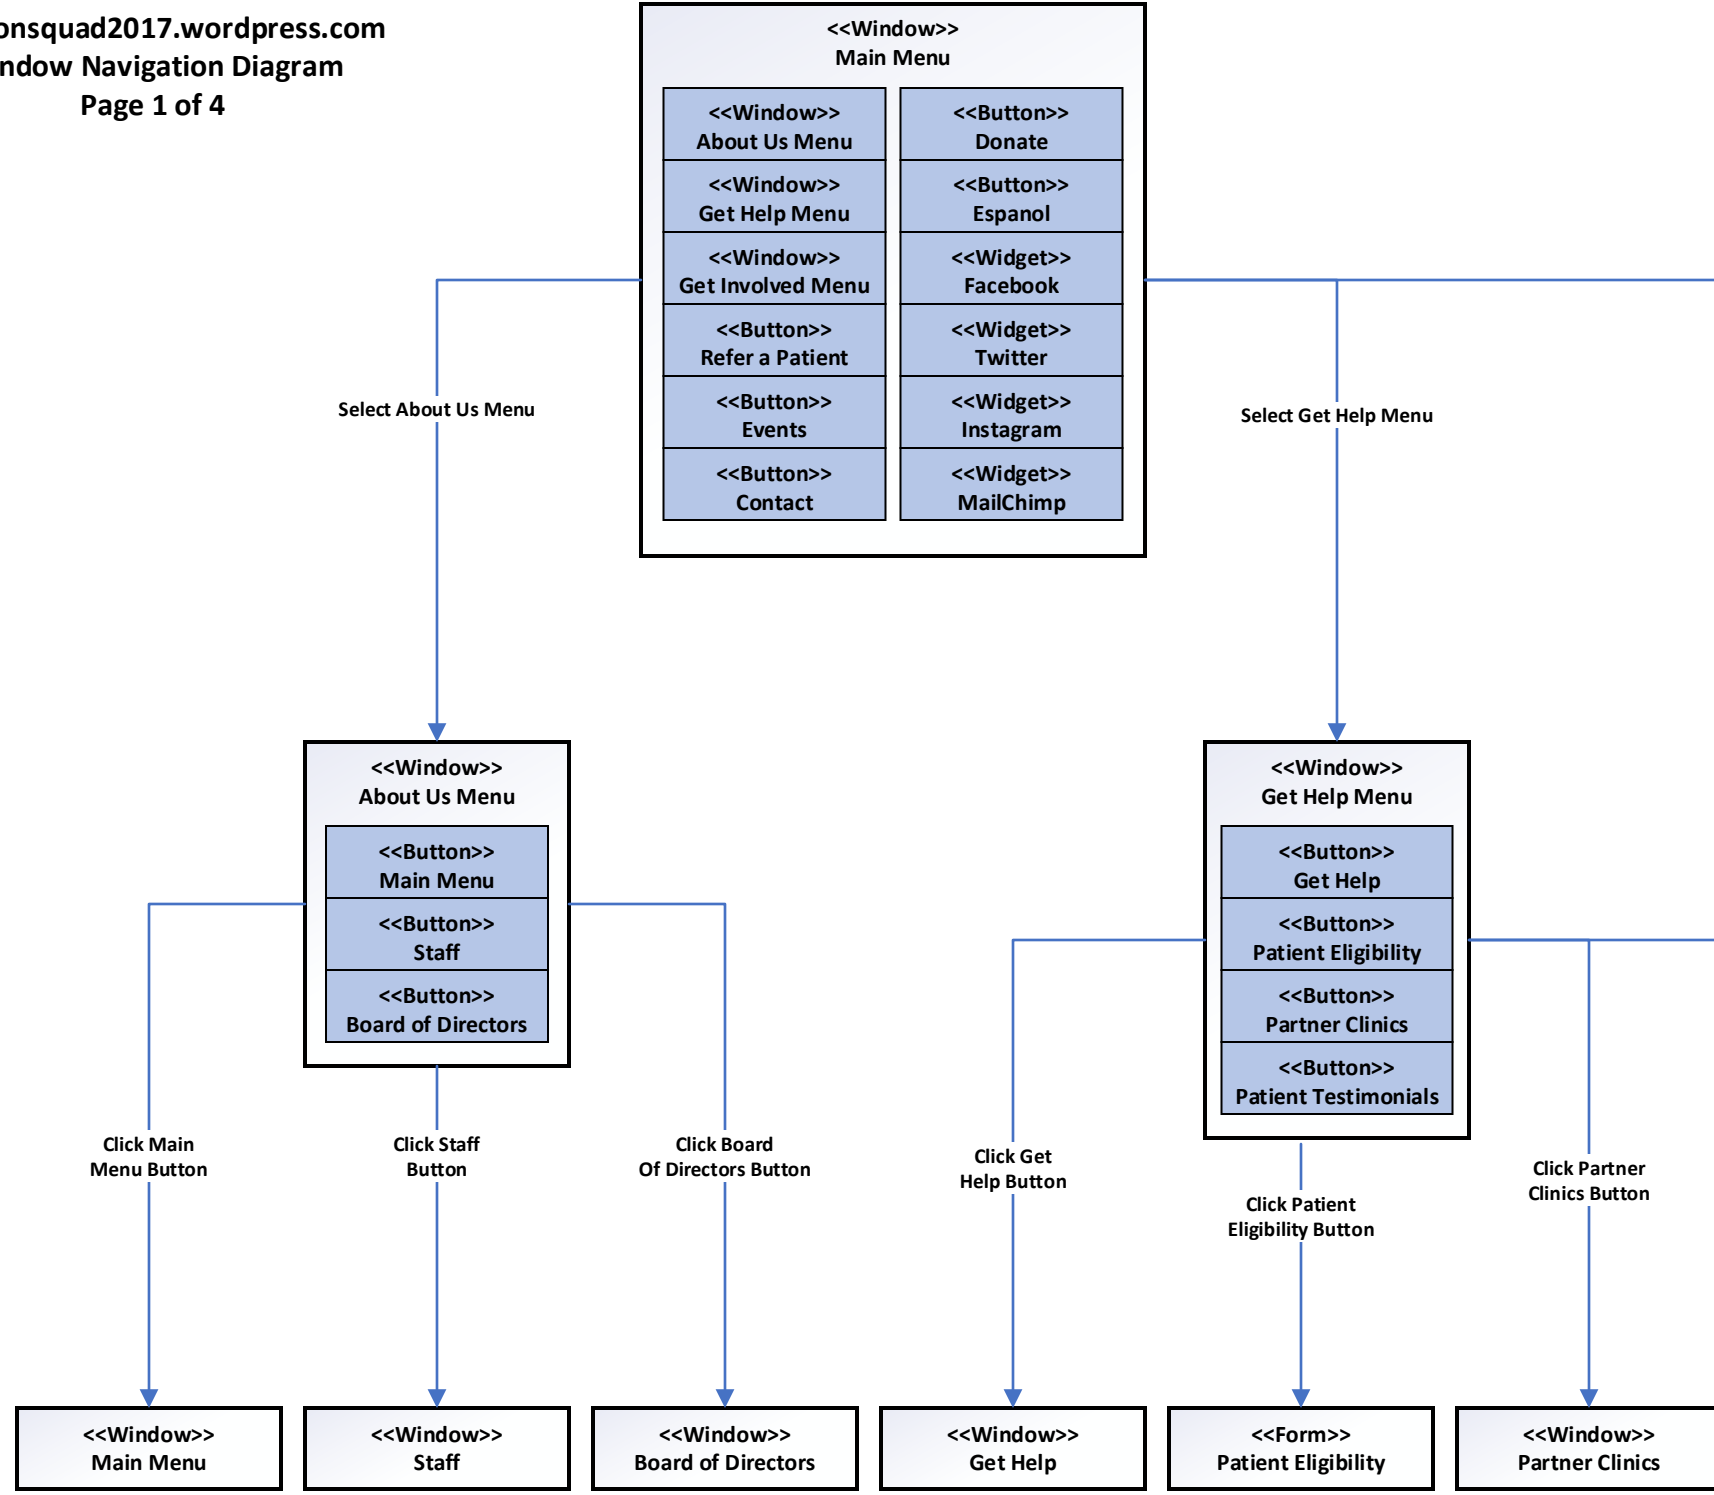 onsquad2017.wordpress.com
ndow Navigation Diagram
Page 1 of 4
<<Window>>
Main Menu
<<Window>>
About Us Menu
<<Window>>
Get Help Menu
<<Window>>
Get Involved Menu
<<Button>>
Refer a Patient
<<Button>>
Events
<<Button>>
Contact
<<Button>>
Donate
<<Button>>
Espanol
<<Widget>>
Facebook
<<Widget>>
Twitter
<<Widget>>
Instagram
<<Widget>>
MailChimp
Select About Us Menu
Select Get Help Menu
<<Window>>
About Us Menu
<<Button>>
Main Menu
<<Button>>
Staff
<<Button>>
Board of Directors
<<Window>>
Get Help Menu
<<Button>>
Get Help
<<Button>>
Patient Eligibility
<<Button>>
Partner Clinics
<<Button>>
Patient Testimonials
Click Main
Menu Button
Click Staff
Button
Click Board
Of Directors Button
Click Get
Help Button
Click Patient
Eligibility Button
Click Partner
Clinics Button
<<Window>>
Main Menu
<<Window>>
Staff
<<Window>>
Board of Directors
<<Window>>
Get Help
<<Form>>
Patient Eligibility
<<Window>>
Partner Clinics